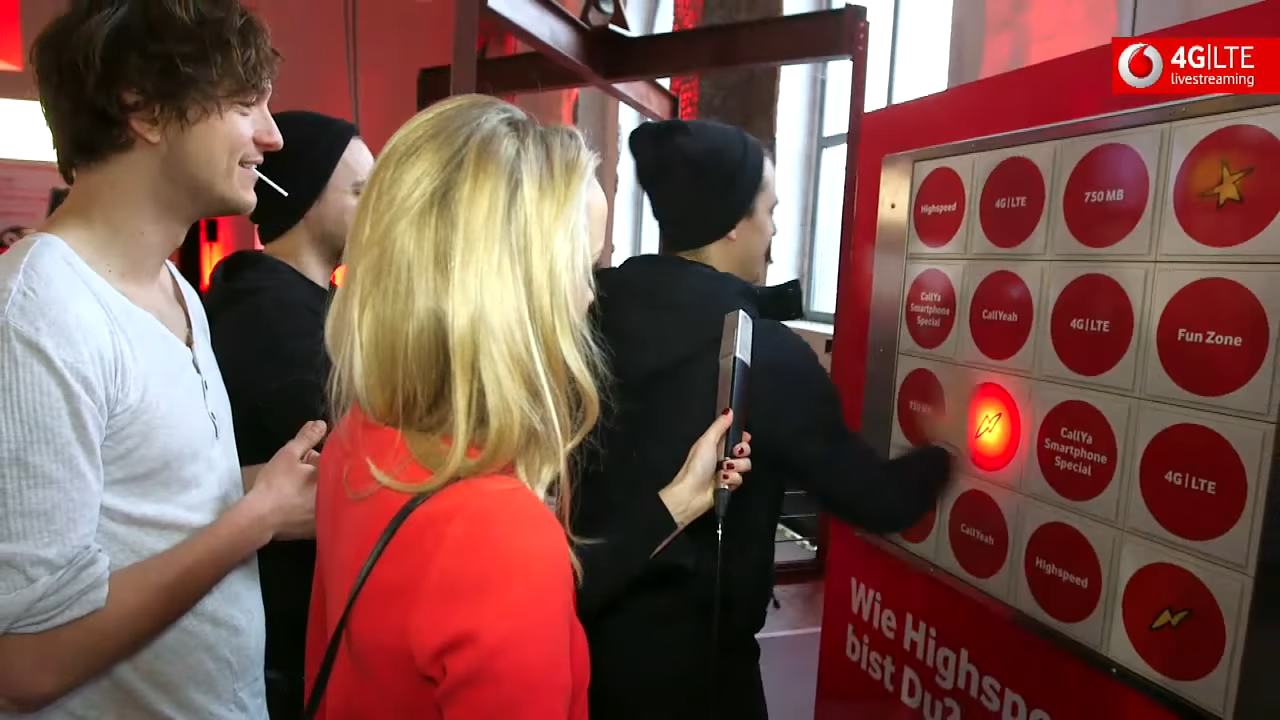 4G|LTE
livestreaming
Highspeed
4G|LTE
750 MB
CallYa
Smartphone
Special
CallYeah
4G|LTE
Fun Zone
CallYa
Smartphone
Special
4G|LTE
CallYeah
Highspeed
Wie Highspe
bist Du?